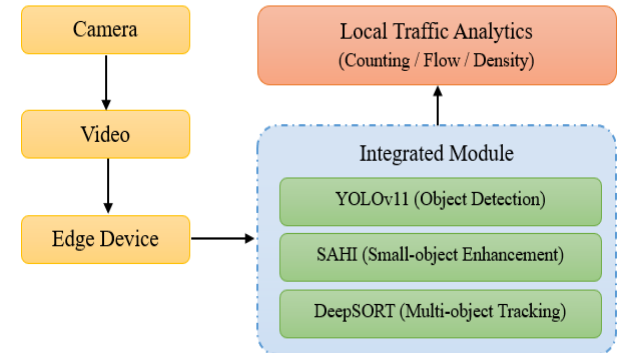 Camera
Video
Edge Device
Local Traffic Analytics
(Counting / Flow / Density)
Integrated Module
YOLOv11 (Object Detection)
SAHI (Small-object Enhancement)
DeepSORT (Multi-object Tracking)